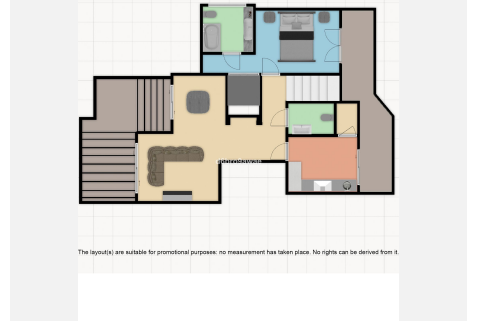 The layout(s) are suitable for promotional purposes: no measurement has taken place. No rights can be derived from it.